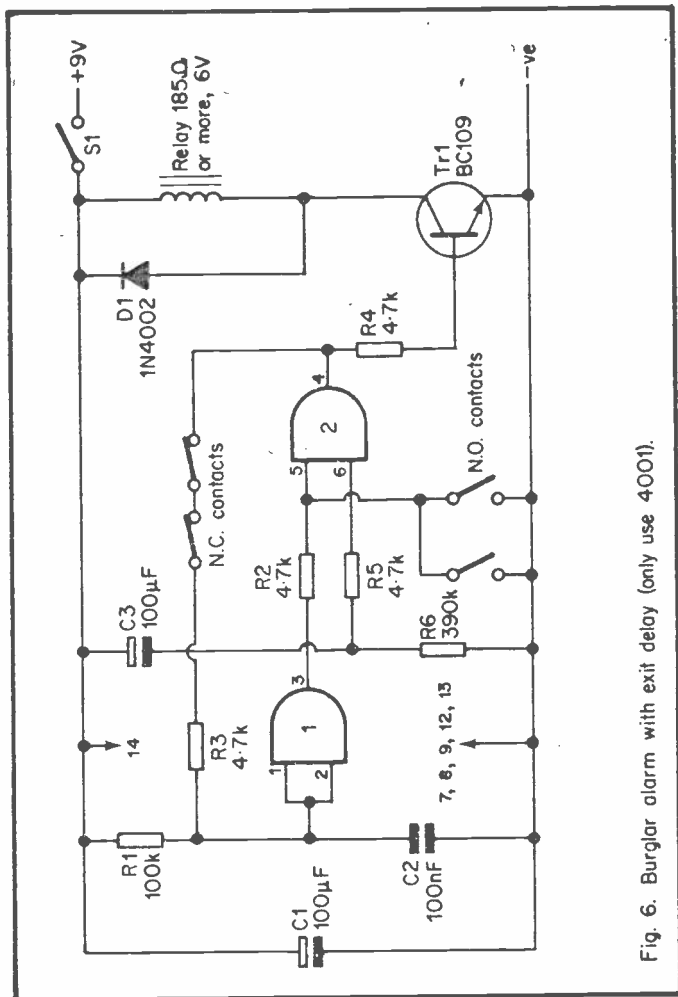 C1
100µF
R1
100k
C2
100nF
14
R3
4·7k
1
2
1
3
7, 8, 9, 12, 13
C3
100µF
R2
4·7k
R5
4·7k
R6
390k
N.C. contacts
5
6
2
4
N.O. contacts
R4
4·7k
D1
1N4002
Relay 185Ω
or more, 6V
Tr1
BC109
S1
+9V
-ve
Fig. 6. Burglar alarm with exit delay (only use 4001).